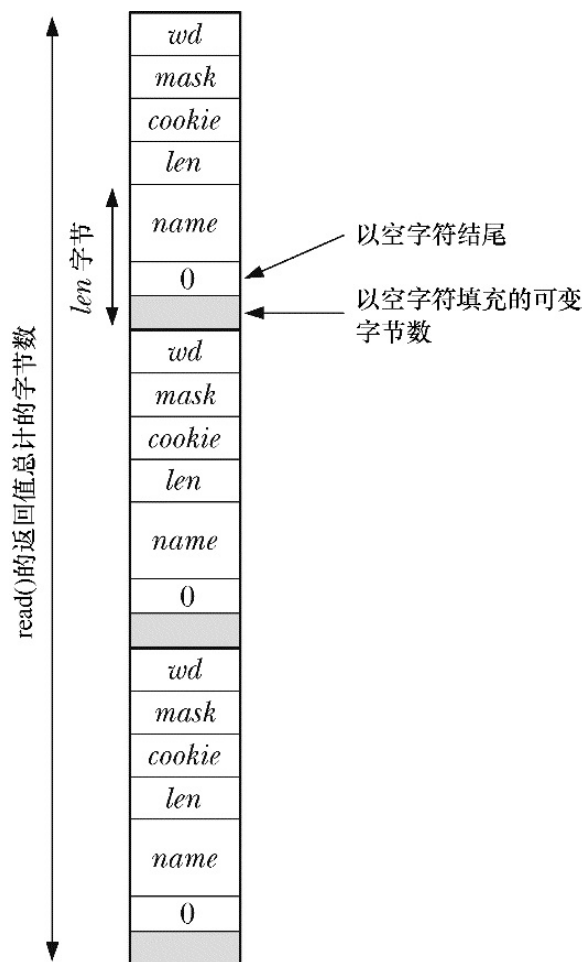 wd
mask
cookie
len
name
0
len 字节
以空字符结尾
以空字符填充的可变
字节数
read()的返回值总计的字节数
wd
mask
cookie
len
name
0
wd
mask
cookie
len
name
0